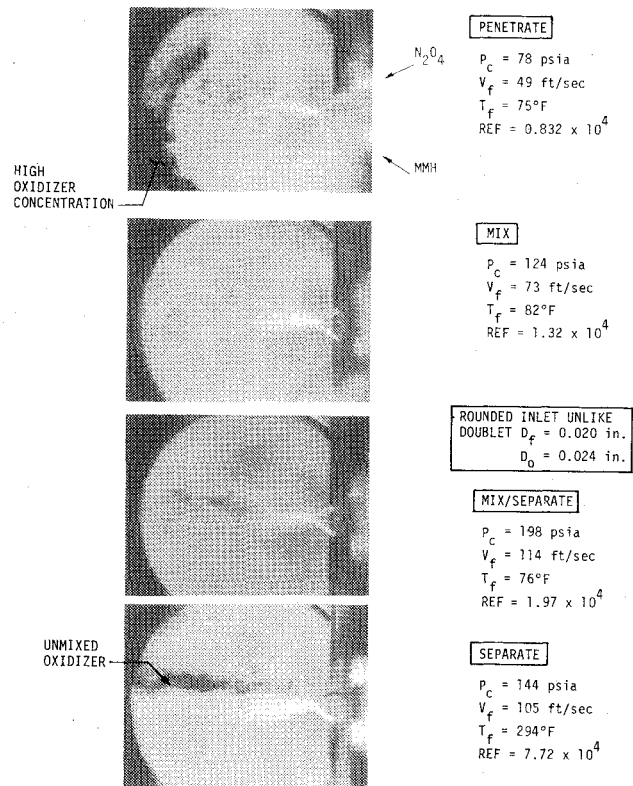 PENETRATE
N2O4
Pc = 78 psia
Vf = 49 ft/sec
Tf = 75°F
REF = 0.832 x 10^4
MMH
HIGH
OXIDIZER
CONCENTRATION
MIX
Pc = 124 psia
Vf = 73 ft/sec
Tf = 82°F
REF = 1.32 x 10^4
ROUNDED INLET UNLIKE
DOUBLET Df = 0.020 in.
Do = 0.024 in.
MIX/SEPARATE
Pc = 198 psia
Vf = 114 ft/sec
Tf = 76°F
REF = 1.97 x 10^4
UNMIXED
OXIDIZER
SEPARATE
Pc = 144 psia
Vf = 105 ft/sec
Tf = 294°F
REF = 7.72 x 10^4